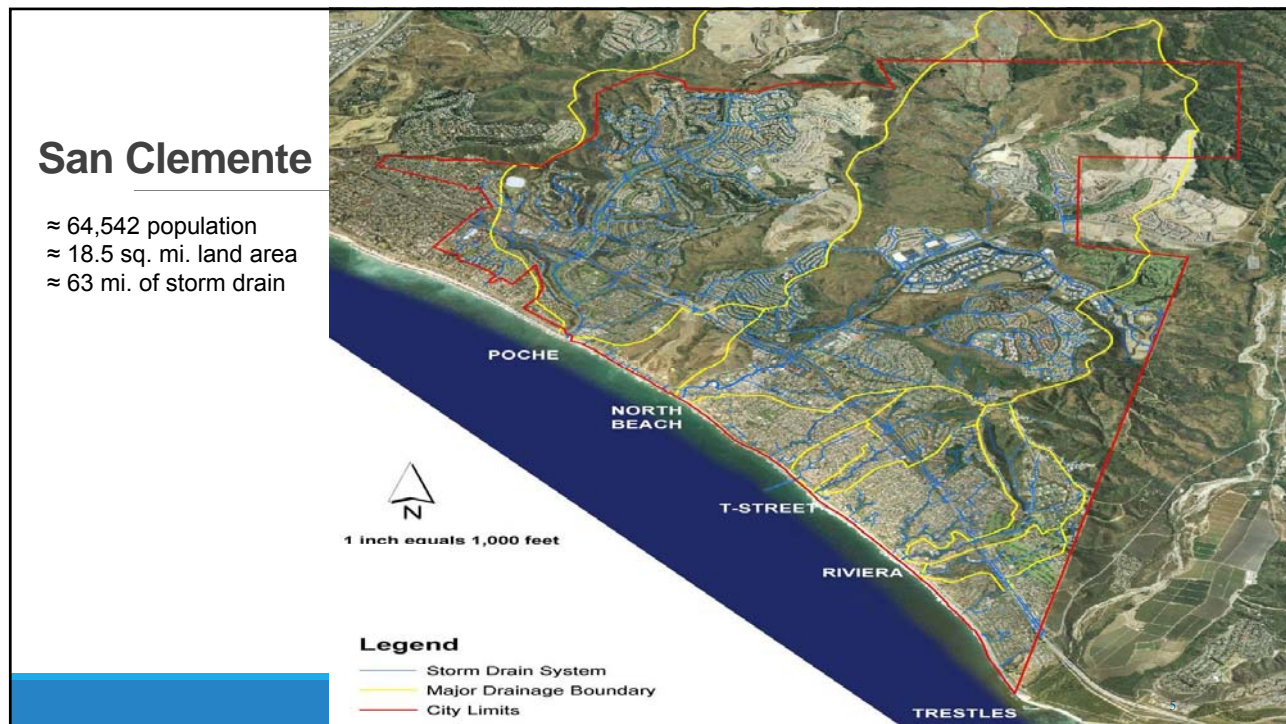 San Clemente
≈ 64,542 population
≈ 18.5 sq. mi. land area
≈ 63 mi. of storm drain
POCHE
NORTH
BEACH
T-STREET
RIVIERA
TRESTLES
N
1 inch equals 1,000 feet
Legend
Storm Drain System
Major Drainage Boundary
City Limits
5